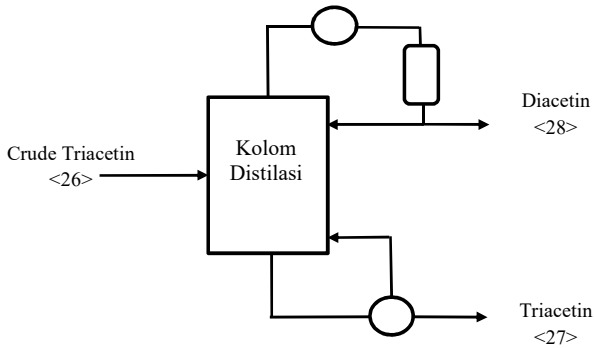 Diacetin
<28>
Crude Triacetin
<26>
Kolom
Distilasi
Triacetin
<27>